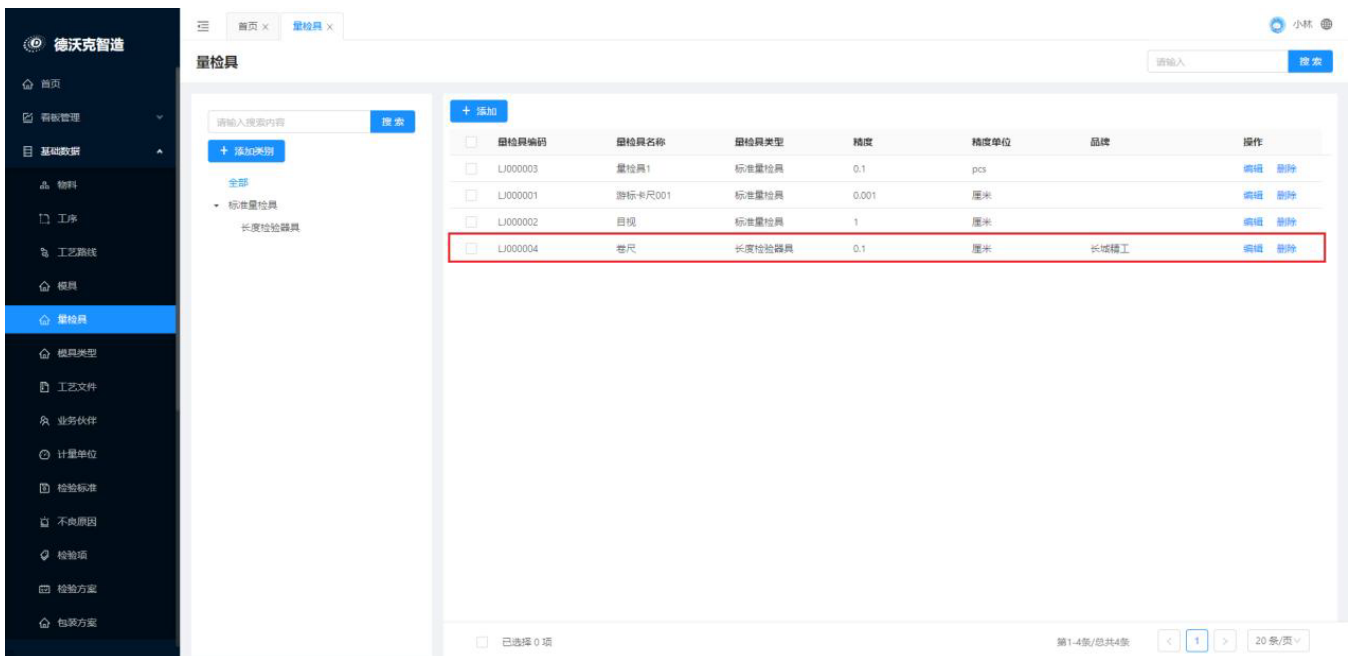 德沃克智造
首页
看板管理
基础数据
物料
工序
工艺路线
模具
量检具
模具类型
工艺文件
业务伙伴
计量单位
检验标准
不良原因
检验项
检验方案
包装方案
首页 × 量检具 ×
小林
量检具
请输入 搜 索
请输入搜索内容 搜 索
+ 添加类别
全部
标准量检具
长度检验器具
+ 添加
量检具编码 量检具名称 量检具类型 精度 精度单位 品牌 操作
LJ000003 量检具1 标准量检具 0.1 pcs 编辑 删除
LJ000001 游标卡尺001 标准量检具 0.001 厘米 编辑 删除
LJ000002 目视 标准量检具 1 厘米 编辑 删除
LJ000004 卷尺 长度检验器具 0.1 厘米 长城精工 编辑 删除
已选择 0 项
第1-4条/总共4条 < 1 > 20 条/页